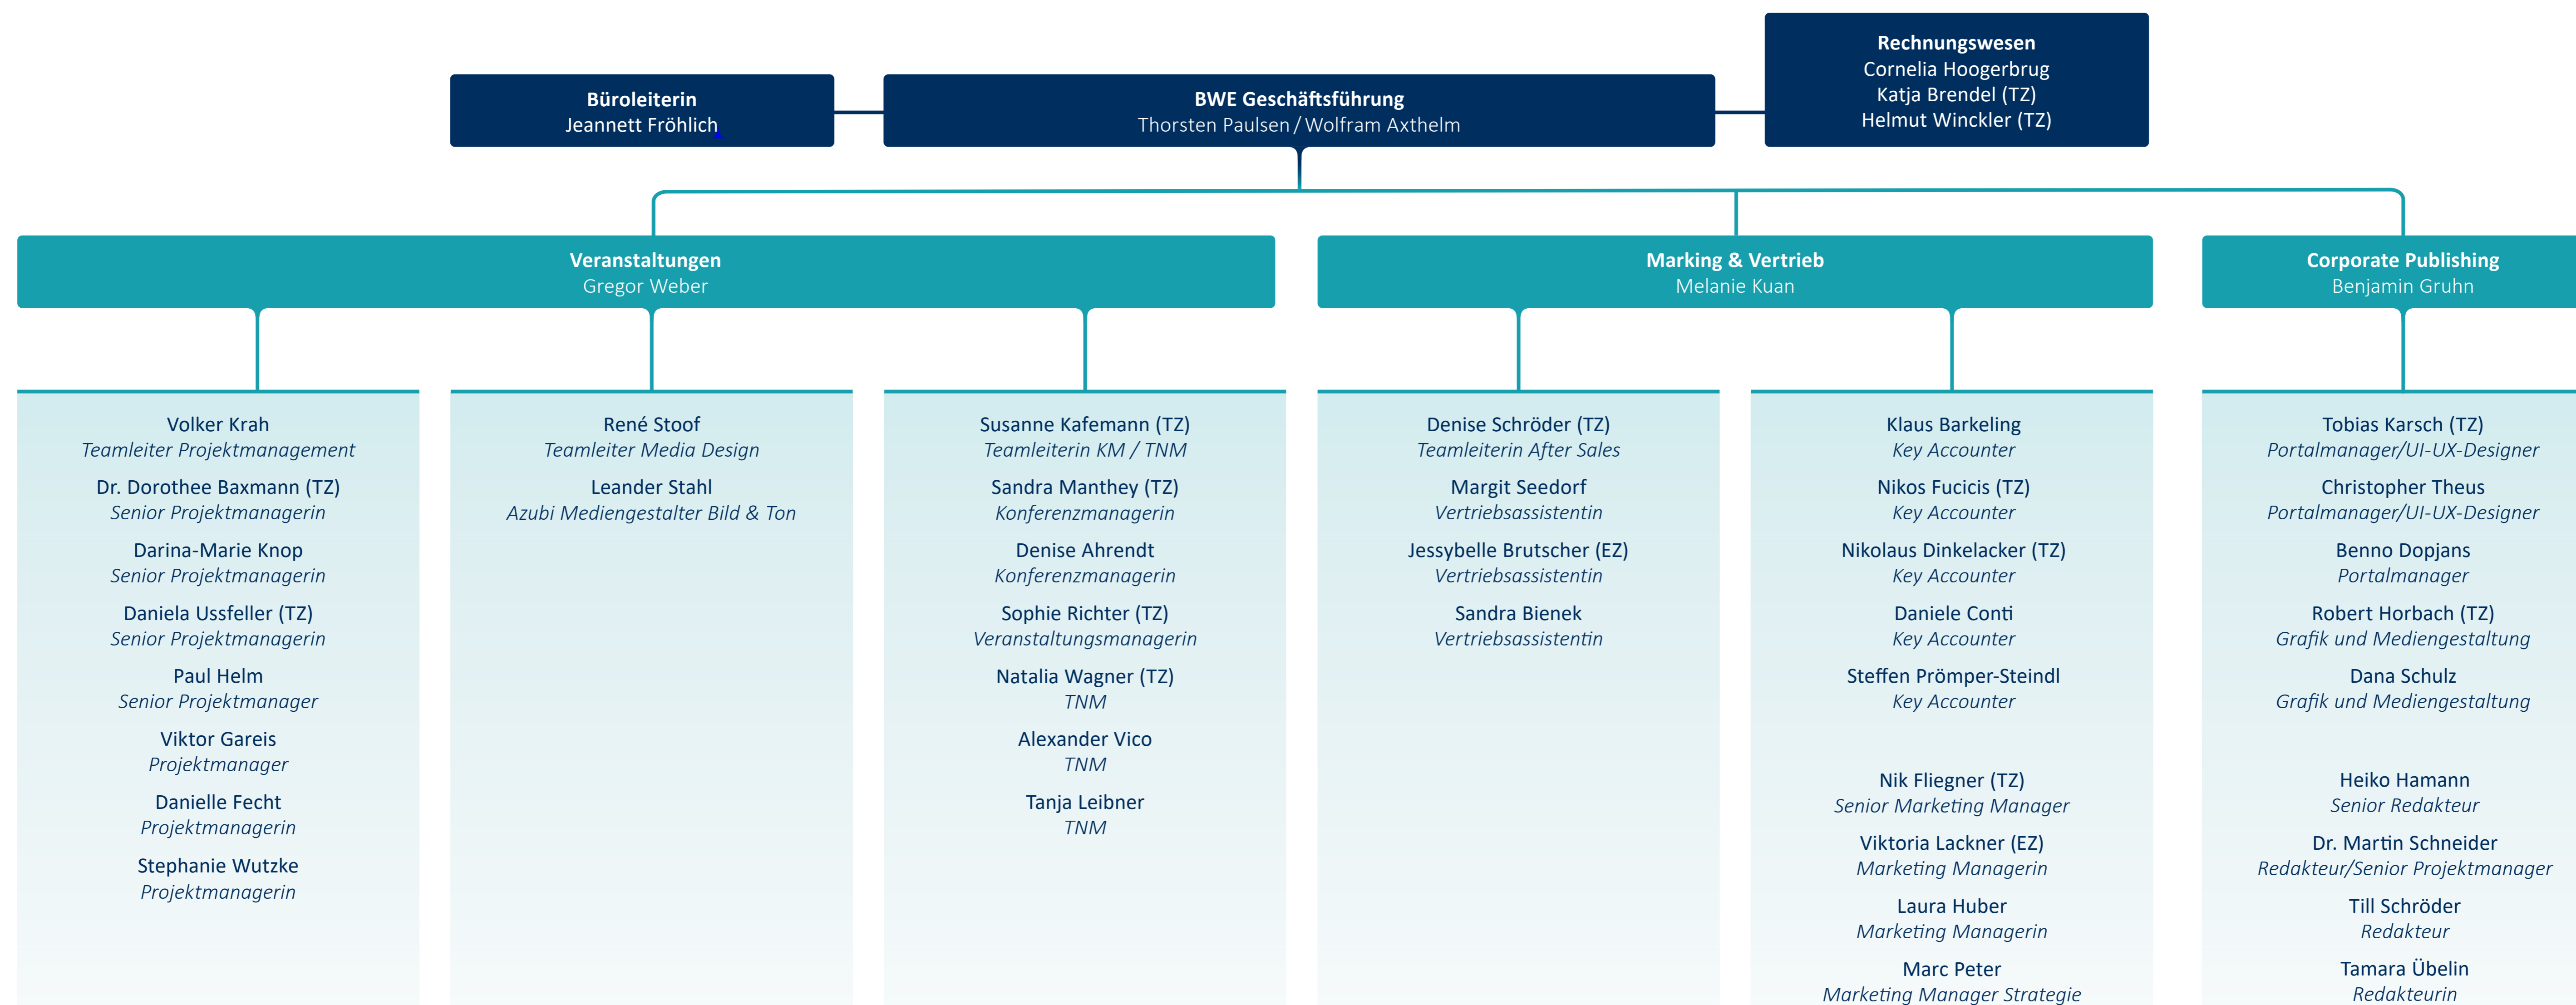 Büroleiterin
Jeannett Fröhlich
BWE Geschäftsführung
Thorsten Paulsen / Wolfram Axthelm
Rechnungswesen
Cornelia Hoogerbrug
Katja Brendel (TZ)
Helmut Winckler (TZ)
Veranstaltungen
Gregor Weber
Marking & Vertrieb
Melanie Kuan
Corporate Publishing
Benjamin Gruhn
Volker Krah
Teamleiter Projektmanagement
Dr. Dorothee Baxmann (TZ)
Senior Projektmanagerin
Darina-Marie Knop
Senior Projektmanagerin
Daniela Ussfeller (TZ)
Senior Projektmanagerin
Paul Helm
Senior Projektmanager
Viktor Gareis
Projektmanager
Danielle Fecht
Projektmanagerin
Stephanie Wutzke
Projektmanagerin
René Stoof
Teamleiter Media Design
Leander Stahl
Azubi Mediengestalter Bild & Ton
Susanne Kafemann (TZ)
Teamleiterin KM / TNM
Sandra Manthey (TZ)
Konferenzmanagerin
Denise Ahrendt
Konferenzmanagerin
Sophie Richter (TZ)
Veranstaltungsmanagerin
Natalia Wagner (TZ)
TNM
Alexander Vico
TNM
Tanja Leibner
TNM
Denise Schröder (TZ)
Teamleiterin After Sales
Margit Seedorf
Vertriebsassistentin
Jessybelle Brutscher (EZ)
Vertriebsassistentin
Sandra Bienek
Vertriebsassistentin
Klaus Barkeling
Key Accounter
Nikos Fucicis (TZ)
Key Accounter
Nikolaus Dinkelacker (TZ)
Key Accounter
Daniele Conti
Key Accounter
Steffen Prömper-Steindl
Key Accounter
Nik Fliegner (TZ)
Senior Marketing Manager
Viktoria Lackner (EZ)
Marketing Managerin
Laura Huber
Marketing Managerin
Marc Peter
Marketing Manager Strategie
Tobias Karsch (TZ)
Portalmanager/UI-UX-Designer
Christopher Theus
Portalmanager/UI-UX-Designer
Benno Dopjans
Portalmanager
Robert Horbach (TZ)
Grafik und Mediengestaltung
Dana Schulz
Grafik und Mediengestaltung
Heiko Hamann
Senior Redakteur
Dr. Martin Schneider
Redakteur/Senior Projektmanager
Till Schröder
Redakteur
Tamara Übelin
Redakteurin